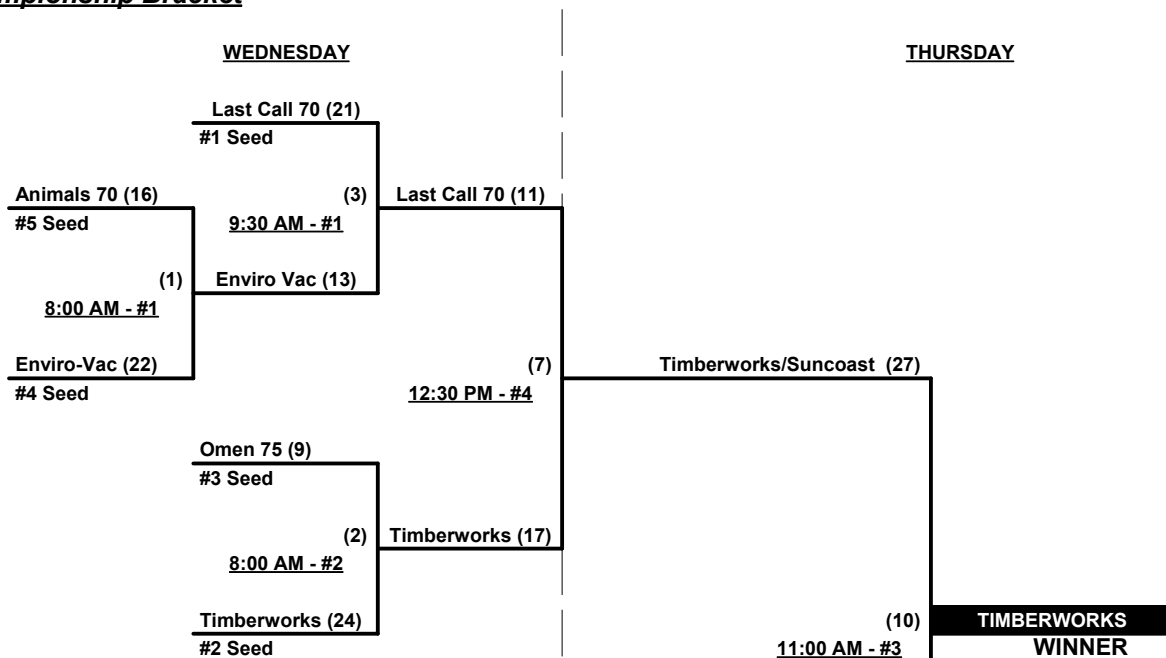 WEDNESDAY
THURSDAY
Last Call 70 (21)
#1 Seed
Animals 70 (16)
(3)
Last Call 70 (11)
#5 Seed
9:30 AM - #1
(1)
Enviro Vac (13)
8:00 AM - #1
Enviro-Vac (22)
(7)
Timberworks/Suncoast (27)
#4 Seed
12:30 PM - #4
Omen 75 (9)
#3 Seed
(2)
Timberworks (17)
8:00 AM - #2
Timberworks (24)
(10)
TIMBERWORKS
#2 Seed
11:00 AM - #3
WINNER